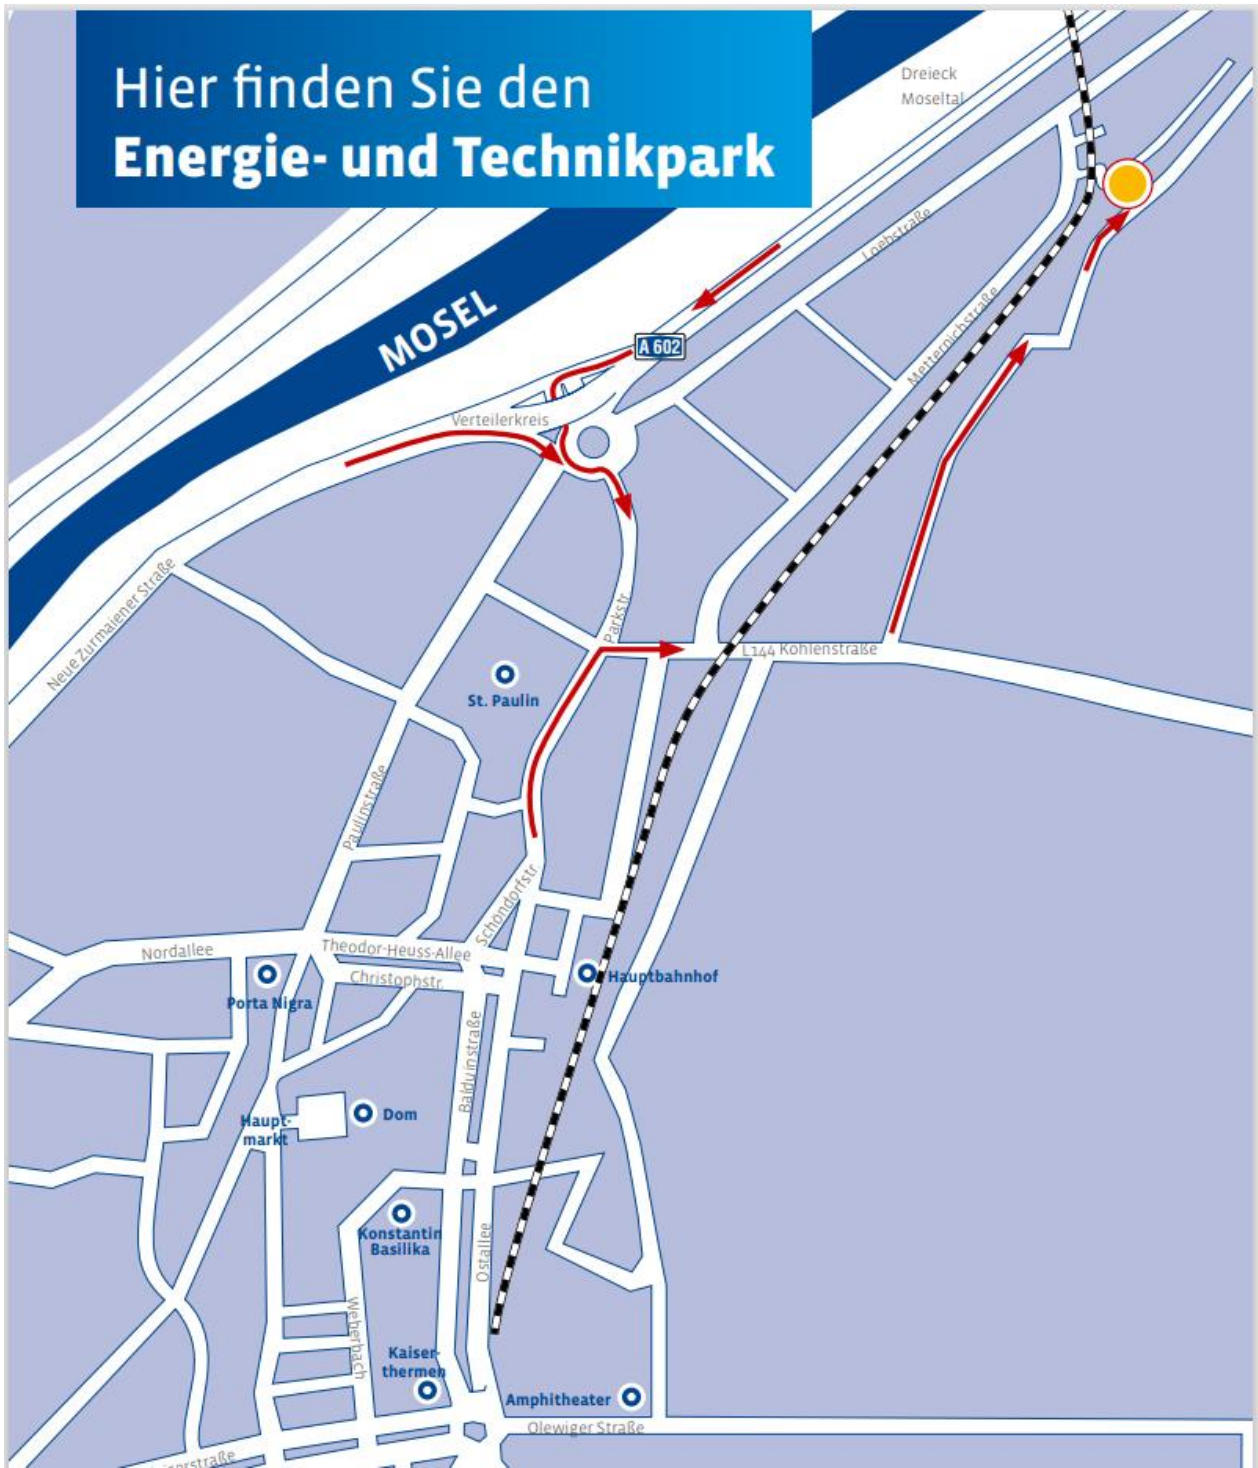 Hier finden Sie den
Energie- und Technikpark
Dreieck
Moseltal
MOSEL
Loebstraße
A 602
Metternichstraße
Verteilerkreis
Neue Zurmaiener Straße
Parkstr.
L144 Kohlenstraße
St. Paulin
Paulinstraße
Schöndorfstr.
Nordallee
Theodor-Heuss-Allee
Christophstr.
Hauptbahnhof
Porta Nigra
Balduinstraße
Dom
Haupt-
markt
Konstantin
Basilika
Ostallee
Weberbach
Kaiser-
thermen
Amphitheater
Olewiger Straße